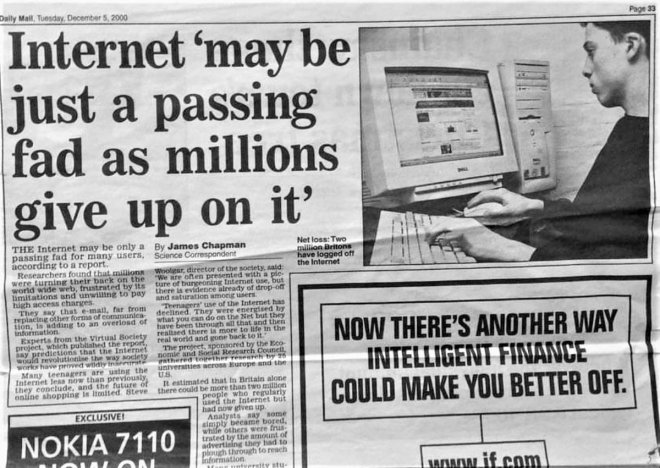 Daily Mail, Tuesday, December 5, 2000
Page 33
Internet 'may be
just a passing
fad as millions
give up on it'
THE Internet may be only a
passing fad for many users,
according to a report.
Researchers found that millions
were turning their back on the
world wide web, frustrated by its
limitations and unwilling to pay
high access charges.
They say that e-mail, far from
replacing other forms of communica-
tion, is adding to an overload of
information.
Experts from the Virtual Society
project, which published the report,
say predictions that the Internet
would revolutionise the way society
works have proved wildly
Many teenagers are using the
Internet less now than previously,
they conclude, and the future of
online shopping is limited. Steve
By James Chapman
Science Correspondent
Woolgar, director of the society, said:
'We are often presented with a pic-
ture of burgeoning Internet use, but
there is evidence already of drop-off
and saturation among users.
'Teenagers' use of the Internet has
declined. They were energised by
what you can do on the Net but they
have been through all that and then
realised there is more to life in the
real world and gone back to it.'
The project, sponsored by the Eco-
nomic and Social Research Council,
gathered together research by 25
universities across Europe and the
U.S.
It estimated that in Britain alone
there could be more than two million
people who regularly
used the Internet but
had now given up.
Analysts say some
simply became bored,
while others were frus-
trated by the amount of
advertising they had to
plough through to reach
information.
Many university stu-
Net loss: Two
million Britons
have logged off
the Internet
DELL
EXCLUSIVE!
NOKIA 7110
NOW ON
NOW THERE'S ANOTHER WAY
INTELLIGENT FINANCE
COULD MAKE YOU BETTER OFF.
www.if.com